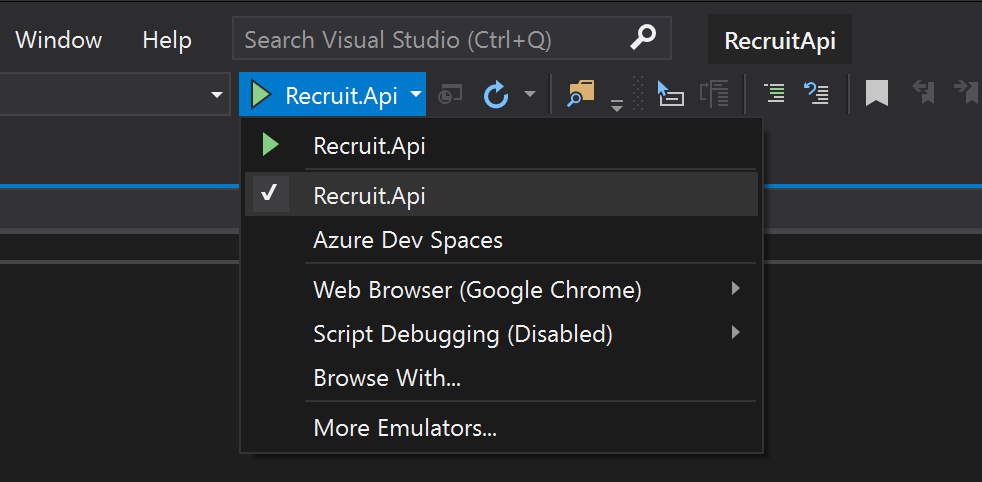 Window Help Search Visual Studio (Ctrl+Q) RecruitApi
Recruit.Api
Recruit.Api
Recruit.Api
Azure Dev Spaces
Web Browser (Google Chrome)
Script Debugging (Disabled)
Browse With...
More Emulators...